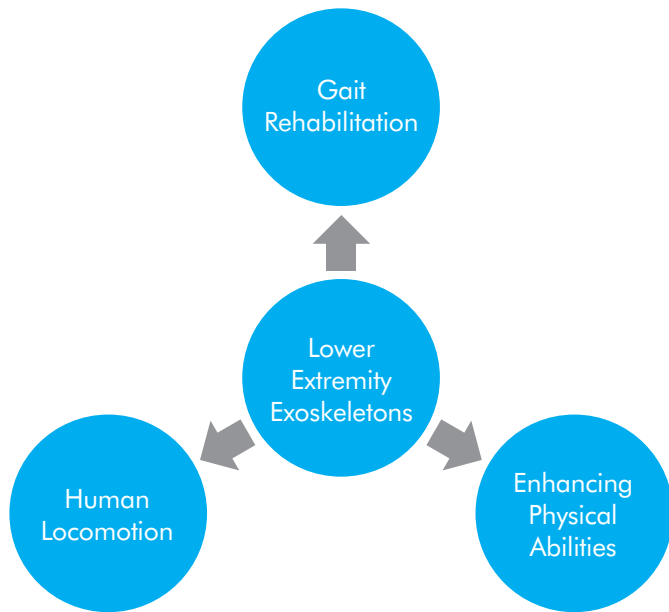 Gait
Rehabilitation
Lower
Extremity
Exoskeletons
Human
Locomotion
Enhancing
Physical
Abilities